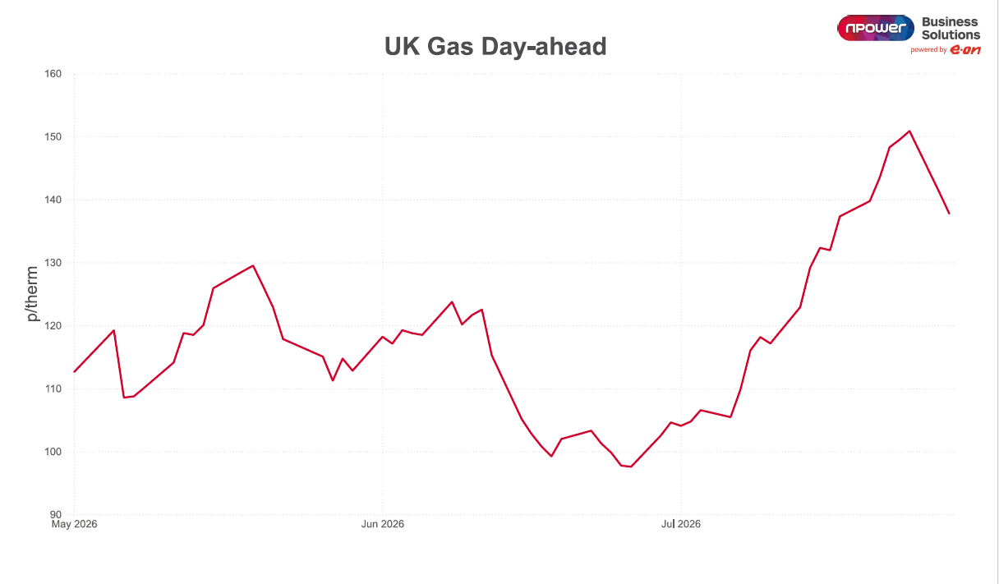 npower
Business
Solutions
powered by e·on
UK Gas Day-ahead
160
150
140
130
120
110
100
90
p/therm
May 2026
Jun 2026
Jul 2026